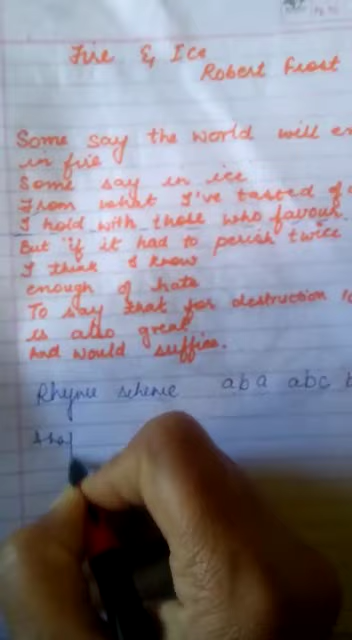 Fire & Ice
Robert Frost
Some say the world will en
in fire
Some say in ice
From what I've tasted of d
I hold with those who favour.
But if it had to perish twice
I think I know
enough of hate
To say that for destruction ic
is also great
And would suffice.
Rhyme scheme aba abc b